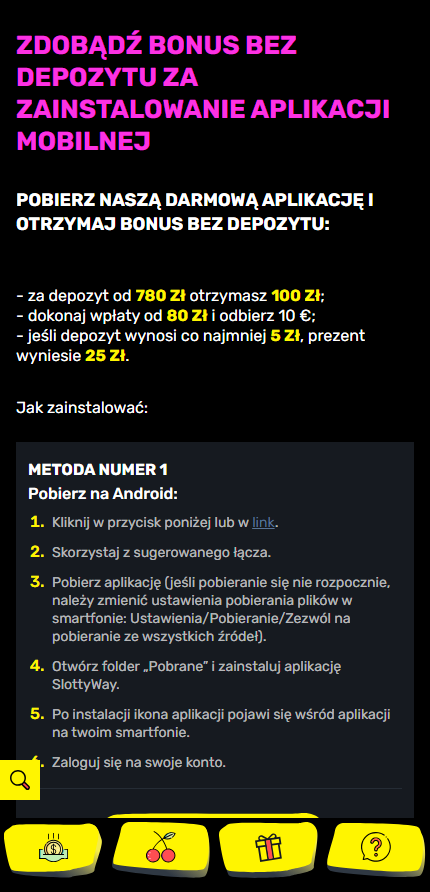 ZDOBĄDŹ BONUS BEZ
DEPOZYTU ZA
ZAINSTALOWANIE APLIKACJI
MOBILNEJ
POBIERZ NASZĄ DARMOWĄ APLIKACJĘ I
OTRZYMAJ BONUS BEZ DEPOZYTU:
- za depozyt od 780 Zł otrzymasz 100 Zł;
- dokonaj wpłaty od 80 Zł i odbierz 10 €;
- jeśli depozyt wynosi co najmniej 5 Zł, prezent
wyniesie 25 Zł.
Jak zainstalować:
METODA NUMER 1
Pobierz na Android:
1. Kliknij w przycisk poniżej lub w link.
2. Skorzystaj z sugerowanego łącza.
3. Pobierz aplikację (jeśli pobieranie się nie rozpocznie,
należy zmienić ustawienia pobierania plików w
smartfonie: Ustawienia/Pobieranie/Zezwól na
pobieranie ze wszystkich źródeł).
4. Otwórz folder „Pobrane” i zainstaluj aplikację
SlottyWay.
5. Po instalacji ikona aplikacji pojawi się wśród aplikacji
na twoim smartfonie.
6. Zaloguj się na swoje konto.